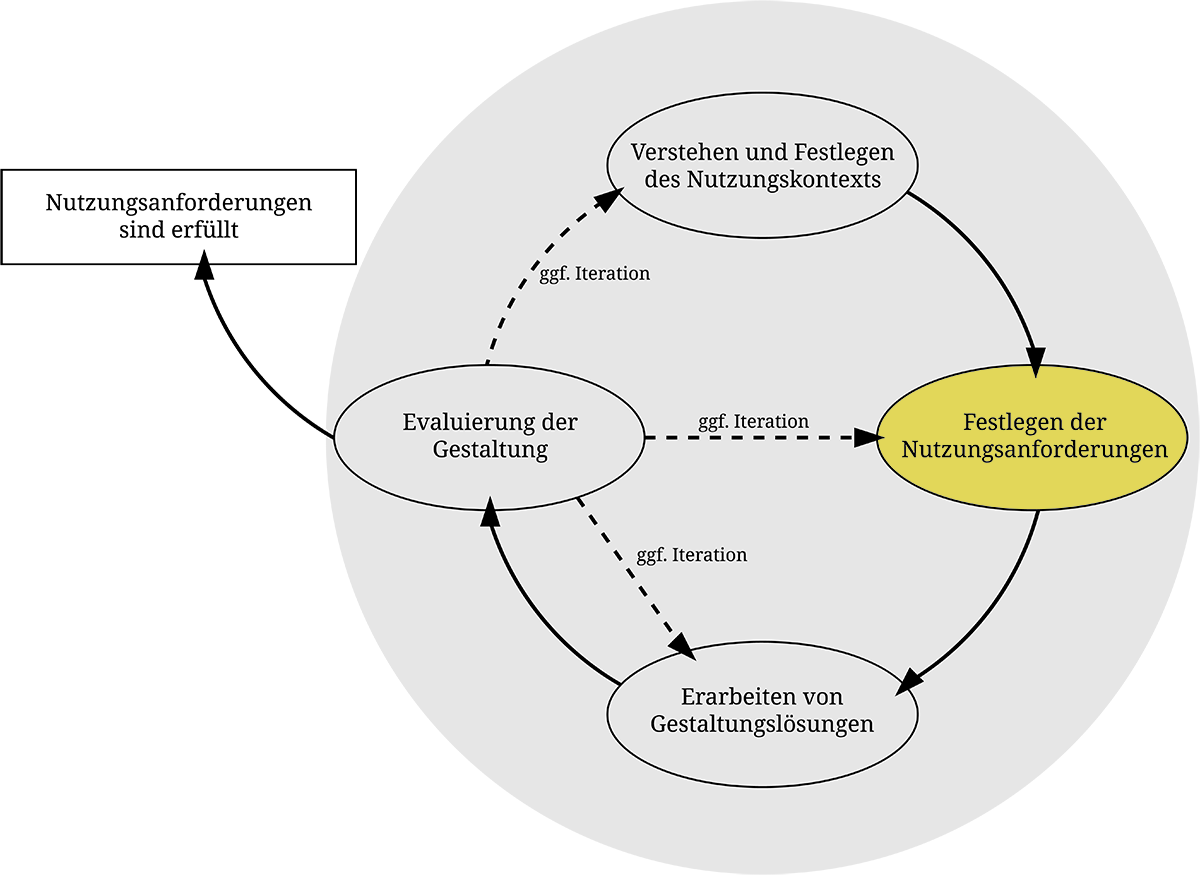 Verstehen und Festlegen
des Nutzungskontexts
Nutzungsanforderungen
sind erfüllt
ggf. Iteration
Evaluierung der
Gestaltung
ggf. Iteration
Festlegen der
Nutzungsanforderungen
ggf. Iteration
Erarbeiten von
Gestaltungslösungen